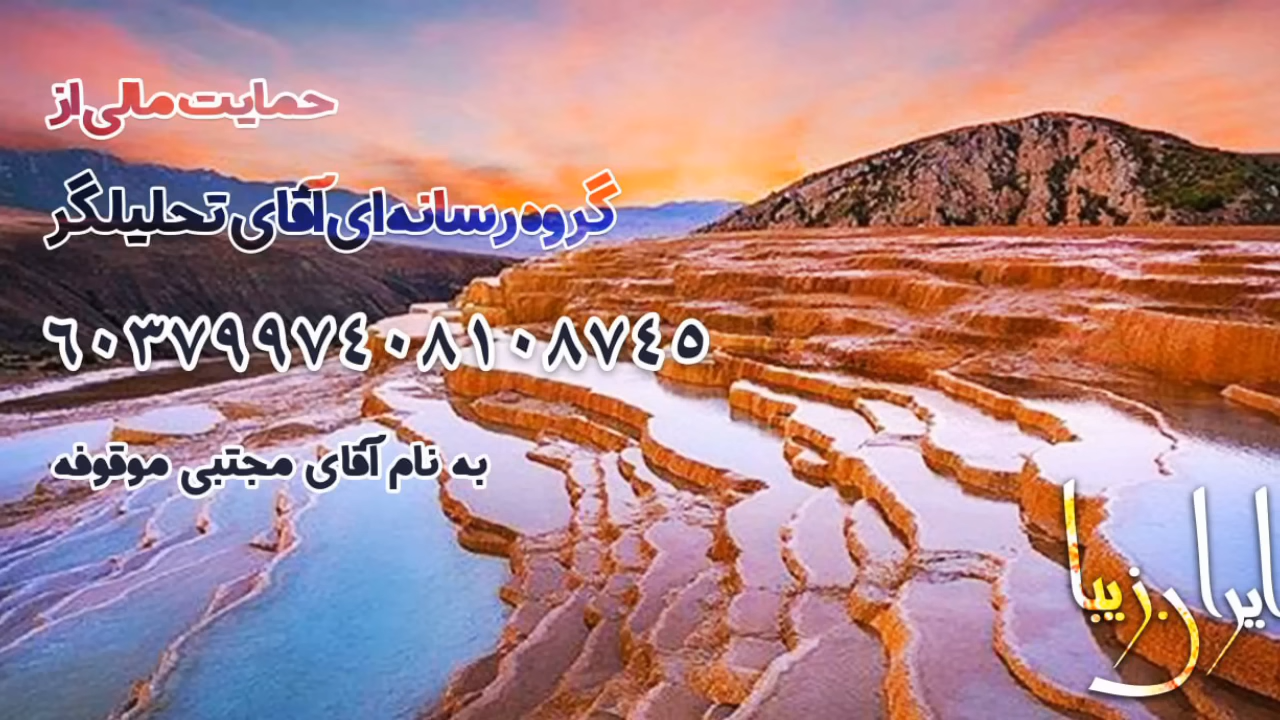 حمایت مالی از
گروه رسانه ای آقای تحلیلگر
۶۰۳۷۹۹۷۴۰۸۱۰۸۷۴۵
به نام آقای مجتبی موقوفه
ایران زیبا